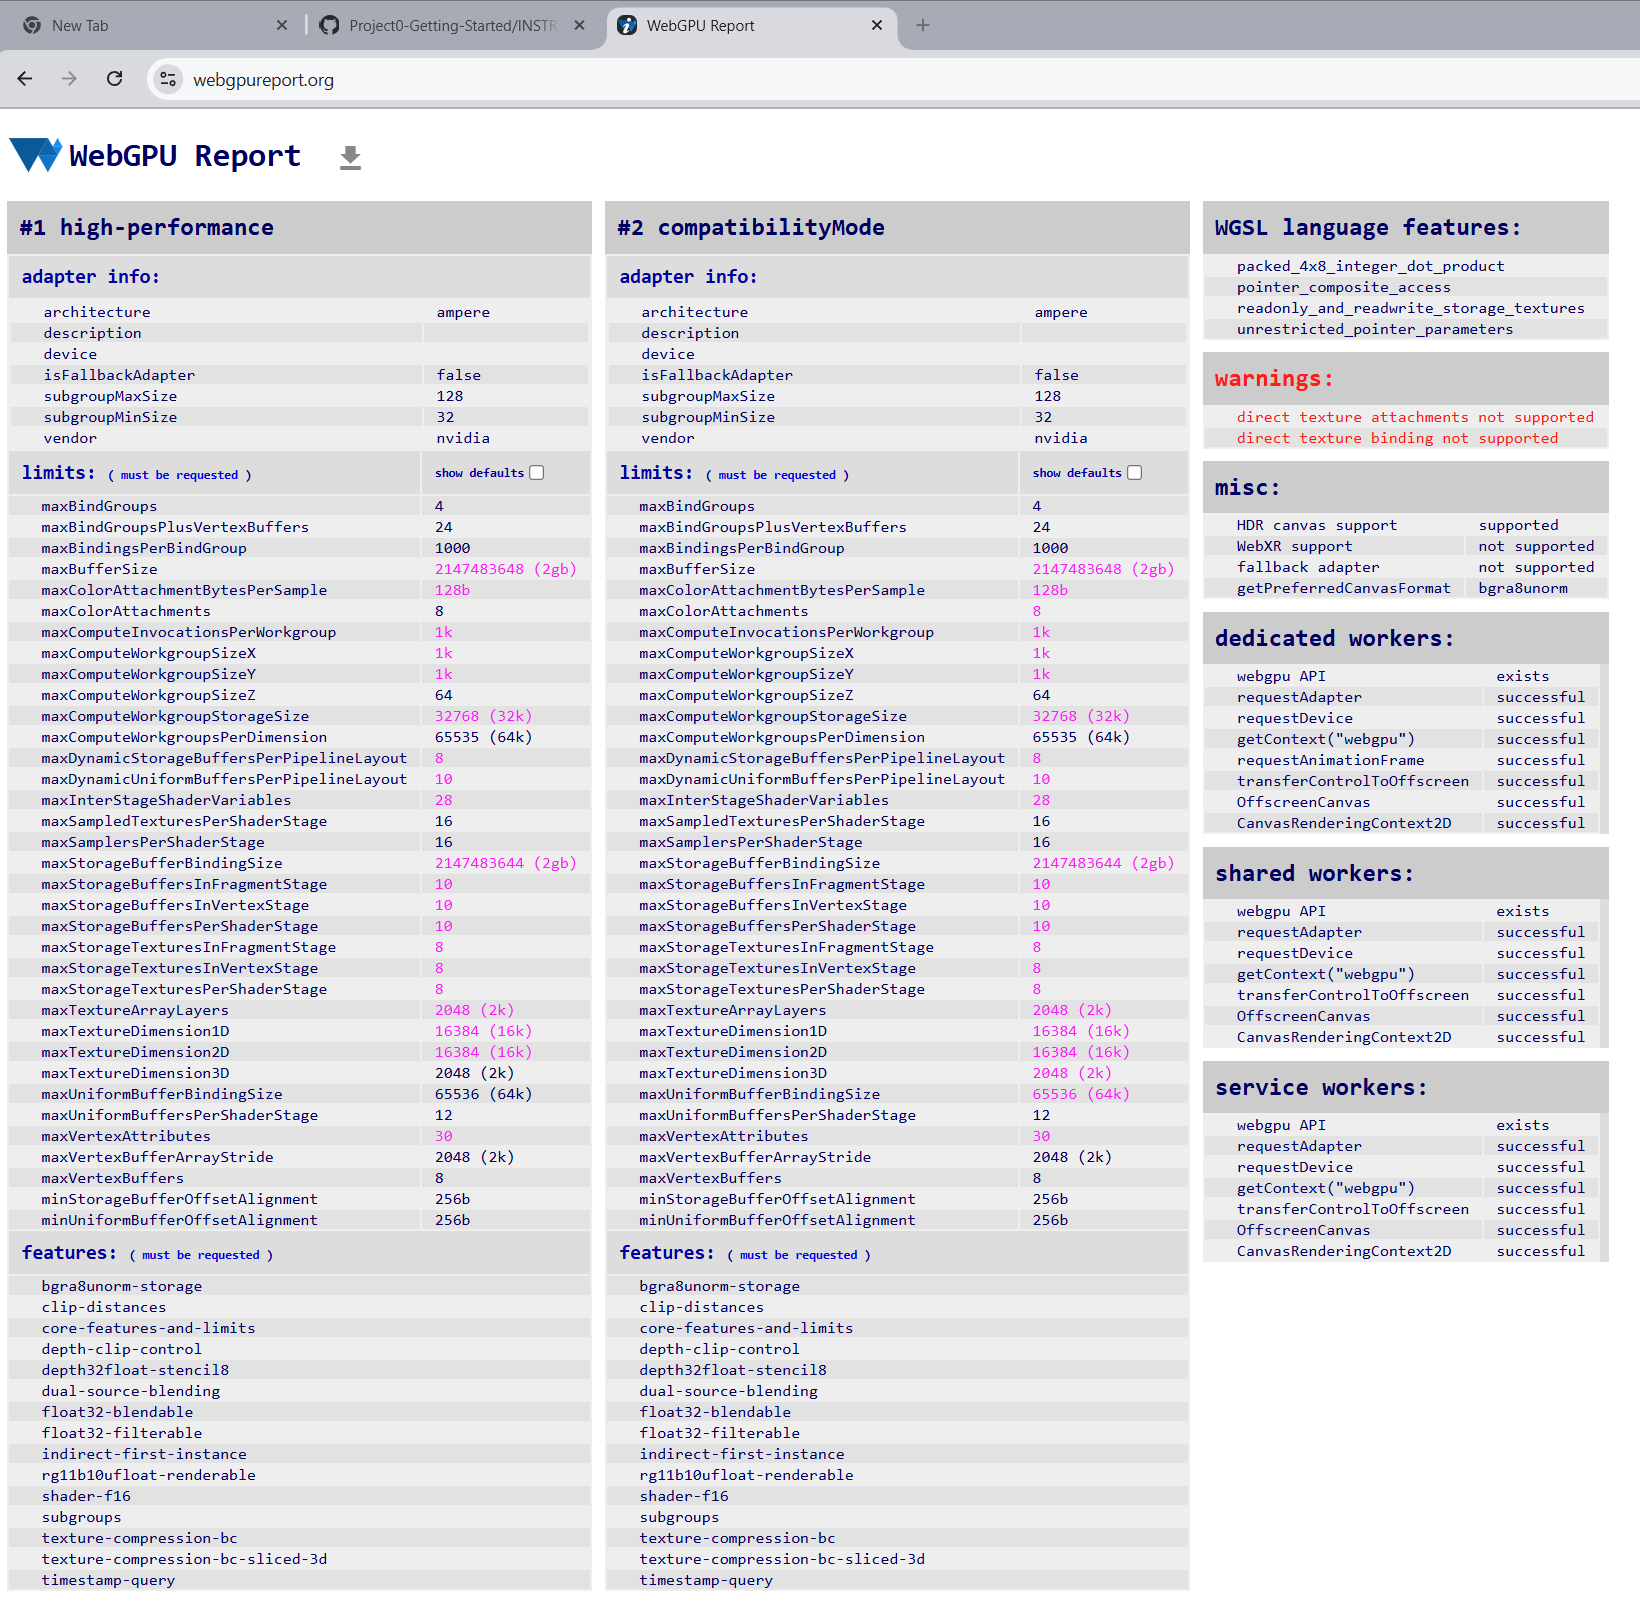 New Tab
Project0-Getting-Started/INSTR
WebGPU Report
webgpureport.org
WebGPU Report
#1 high-performance
adapter info:
architecture ampere
description
device
isFallbackAdapter false
subgroupMaxSize 128
subgroupMinSize 32
vendor nvidia
limits: ( must be requested ) show defaults
maxBindGroups 4
maxBindGroupsPlusVertexBuffers 24
maxBindingsPerBindGroup 1000
maxBufferSize 2147483648 (2gb)
maxColorAttachmentBytesPerSample 128b
maxColorAttachments 8
maxComputeInvocationsPerWorkgroup 1k
maxComputeWorkgroupSizeX 1k
maxComputeWorkgroupSizeY 1k
maxComputeWorkgroupSizeZ 64
maxComputeWorkgroupStorageSize 32768 (32k)
maxComputeWorkgroupsPerDimension 65535 (64k)
maxDynamicStorageBuffersPerPipelineLayout 8
maxDynamicUniformBuffersPerPipelineLayout 10
maxInterStageShaderVariables 28
maxSampledTexturesPerShaderStage 16
maxSamplersPerShaderStage 16
maxStorageBufferBindingSize 2147483644 (2gb)
maxStorageBuffersInFragmentStage 10
maxStorageBuffersInVertexStage 10
maxStorageBuffersPerShaderStage 10
maxStorageTexturesInFragmentStage 8
maxStorageTexturesInVertexStage 8
maxStorageTexturesPerShaderStage 8
maxTextureArrayLayers 2048 (2k)
maxTextureDimension1D 16384 (16k)
maxTextureDimension2D 16384 (16k)
maxTextureDimension3D 2048 (2k)
maxUniformBufferBindingSize 65536 (64k)
maxUniformBuffersPerShaderStage 12
maxVertexAttributes 30
maxVertexBufferArrayStride 2048 (2k)
maxVertexBuffers 8
minStorageBufferOffsetAlignment 256b
minUniformBufferOffsetAlignment 256b
features: ( must be requested )
bgra8unorm-storage
clip-distances
core-features-and-limits
depth-clip-control
depth32float-stencil8
dual-source-blending
float32-blendable
float32-filterable
indirect-first-instance
rg11b10ufloat-renderable
shader-f16
subgroups
texture-compression-bc
texture-compression-bc-sliced-3d
timestamp-query
#2 compatibilityMode
adapter info:
architecture ampere
description
device
isFallbackAdapter false
subgroupMaxSize 128
subgroupMinSize 32
vendor nvidia
limits: ( must be requested ) show defaults
maxBindGroups 4
maxBindGroupsPlusVertexBuffers 24
maxBindingsPerBindGroup 1000
maxBufferSize 2147483648 (2gb)
maxColorAttachmentBytesPerSample 128b
maxColorAttachments 8
maxComputeInvocationsPerWorkgroup 1k
maxComputeWorkgroupSizeX 1k
maxComputeWorkgroupSizeY 1k
maxComputeWorkgroupSizeZ 64
maxComputeWorkgroupStorageSize 32768 (32k)
maxComputeWorkgroupsPerDimension 65535 (64k)
maxDynamicStorageBuffersPerPipelineLayout 8
maxDynamicUniformBuffersPerPipelineLayout 10
maxInterStageShaderVariables 28
maxSampledTexturesPerShaderStage 16
maxSamplersPerShaderStage 16
maxStorageBufferBindingSize 2147483644 (2gb)
maxStorageBuffersInFragmentStage 10
maxStorageBuffersInVertexStage 10
maxStorageBuffersPerShaderStage 10
maxStorageTexturesInFragmentStage 8
maxStorageTexturesInVertexStage 8
maxStorageTexturesPerShaderStage 8
maxTextureArrayLayers 2048 (2k)
maxTextureDimension1D 16384 (16k)
maxTextureDimension2D 16384 (16k)
maxTextureDimension3D 2048 (2k)
maxUniformBufferBindingSize 65536 (64k)
maxUniformBuffersPerShaderStage 12
maxVertexAttributes 30
maxVertexBufferArrayStride 2048 (2k)
maxVertexBuffers 8
minStorageBufferOffsetAlignment 256b
minUniformBufferOffsetAlignment 256b
features: ( must be requested )
bgra8unorm-storage
clip-distances
core-features-and-limits
depth-clip-control
depth32float-stencil8
dual-source-blending
float32-blendable
float32-filterable
indirect-first-instance
rg11b10ufloat-renderable
shader-f16
subgroups
texture-compression-bc
texture-compression-bc-sliced-3d
timestamp-query
WGSL language features:
packed_4x8_integer_dot_product
pointer_composite_access
readonly_and_readwrite_storage_textures
unrestricted_pointer_parameters
warnings:
direct texture attachments not supported
direct texture binding not supported
misc:
HDR canvas support supported
WebXR support not supported
fallback adapter not supported
getPreferredCanvasFormat bgra8unorm
dedicated workers:
webgpu API exists
requestAdapter successful
requestDevice successful
getContext("webgpu") successful
requestAnimationFrame successful
transferControlToOffscreen successful
OffscreenCanvas successful
CanvasRenderingContext2D successful
shared workers:
webgpu API exists
requestAdapter successful
requestDevice successful
getContext("webgpu") successful
transferControlToOffscreen successful
OffscreenCanvas successful
CanvasRenderingContext2D successful
service workers:
webgpu API exists
requestAdapter successful
requestDevice successful
getContext("webgpu") successful
transferControlToOffscreen successful
OffscreenCanvas successful
CanvasRenderingContext2D successful